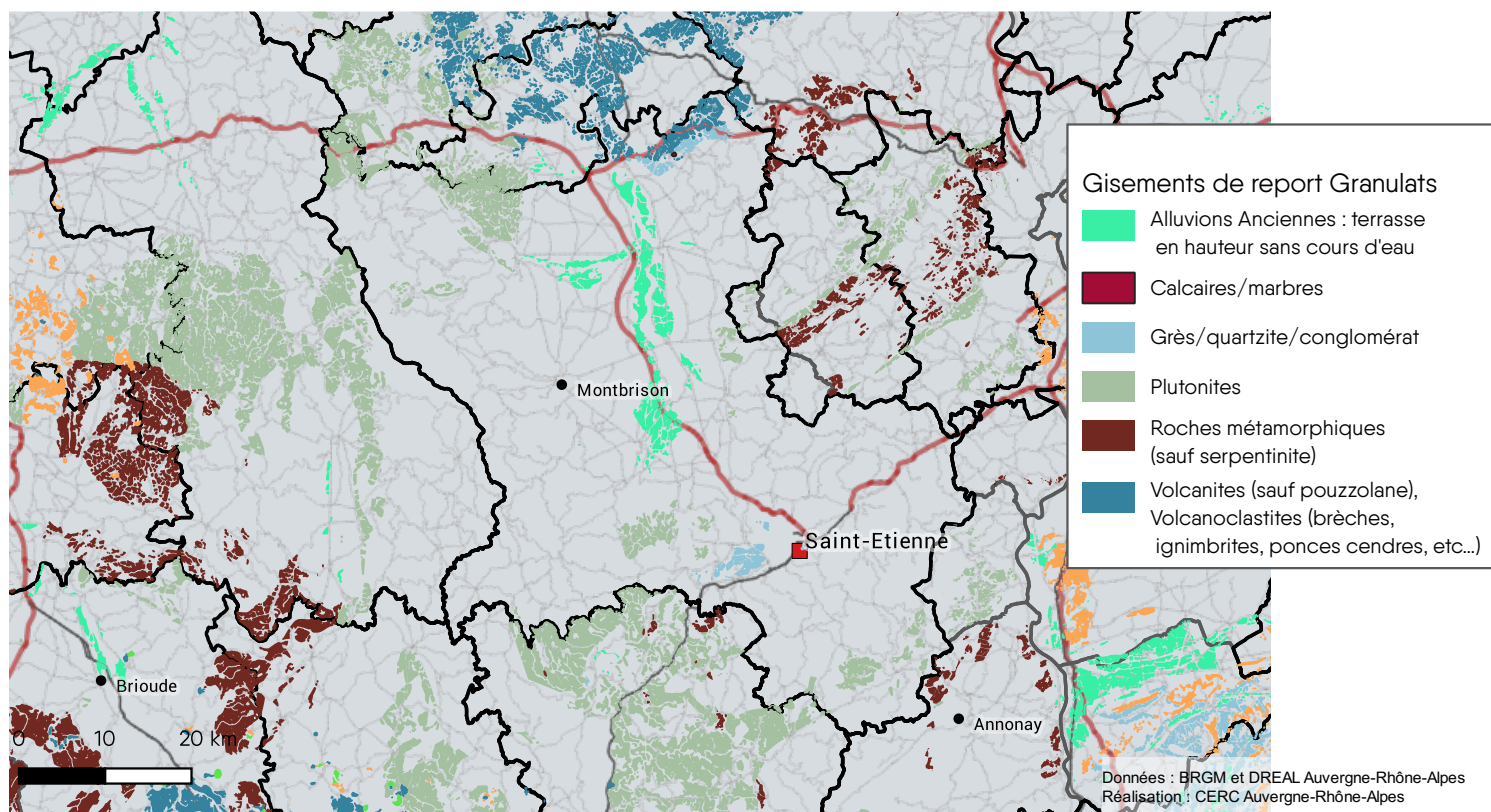 Gisements de report Granulats
Alluvions Anciennes : terrasse
en hauteur sans cours d'eau
Calcaires/marbres
Grès/quartzite/conglomérat
Plutonites
Roches métamorphiques
(sauf serpentinite)
Volcanites (sauf pouzzolane),
Volcanoclastites (brèches,
ignimbrites, ponces cendres, etc...)
Montbrison
Saint-Etienne
Brioude
Annonay
0 10 20 km
Données : BRGM et DREAL Auvergne-Rhône-Alpes
Réalisation : CERC Auvergne-Rhône-Alpes